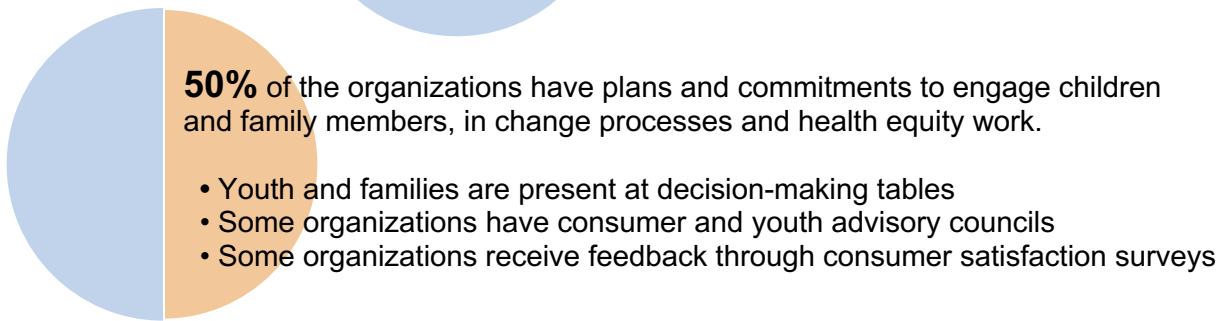 50% of the organizations have plans and commitments to engage children
and family members, in change processes and health equity work.
• Youth and families are present at decision-making tables
• Some organizations have consumer and youth advisory councils
• Some organizations receive feedback through consumer satisfaction surveys